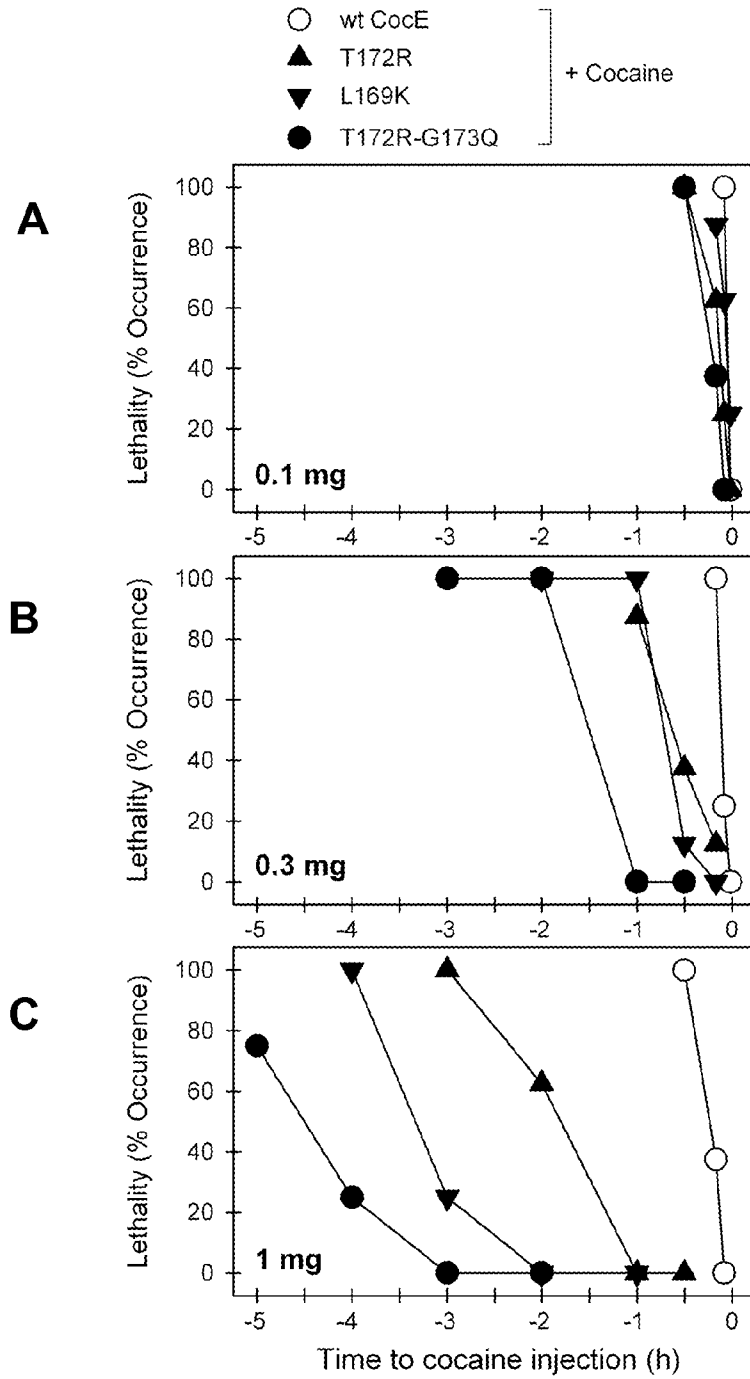 wt CocE
T172R
L169K
T172R-G173Q
+ Cocaine
A
Lethality (% Occurrence)
100
80
60
40
20
0
0.1 mg
-5 -4 -3 -2 -1 0
B
Lethality (% Occurrence)
100
80
60
40
20
0
0.3 mg
-5 -4 -3 -2 -1 0
C
Lethality (% Occurrence)
100
80
60
40
20
0
1 mg
-5 -4 -3 -2 -1 0
Time to cocaine injection (h)